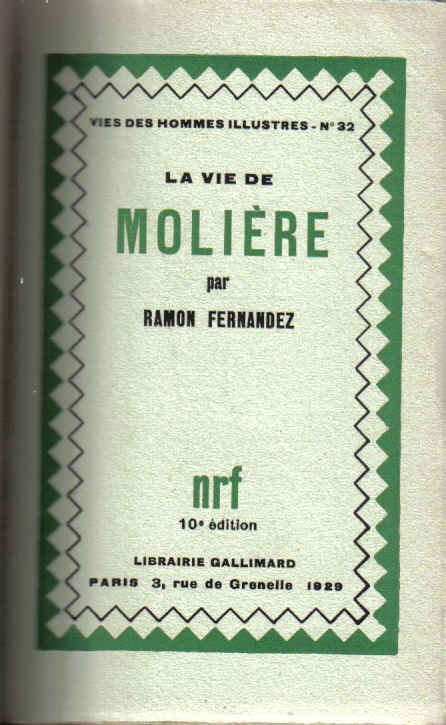 VIES DES HOMMES ILLUSTRES - N° 32
LA VIE DE
MOLIÈRE
par
RAMON FERNANDEZ
nrf
10e édition
LIBRAIRIE GALLIMARD
PARIS 3, rue de Grenelle 1929